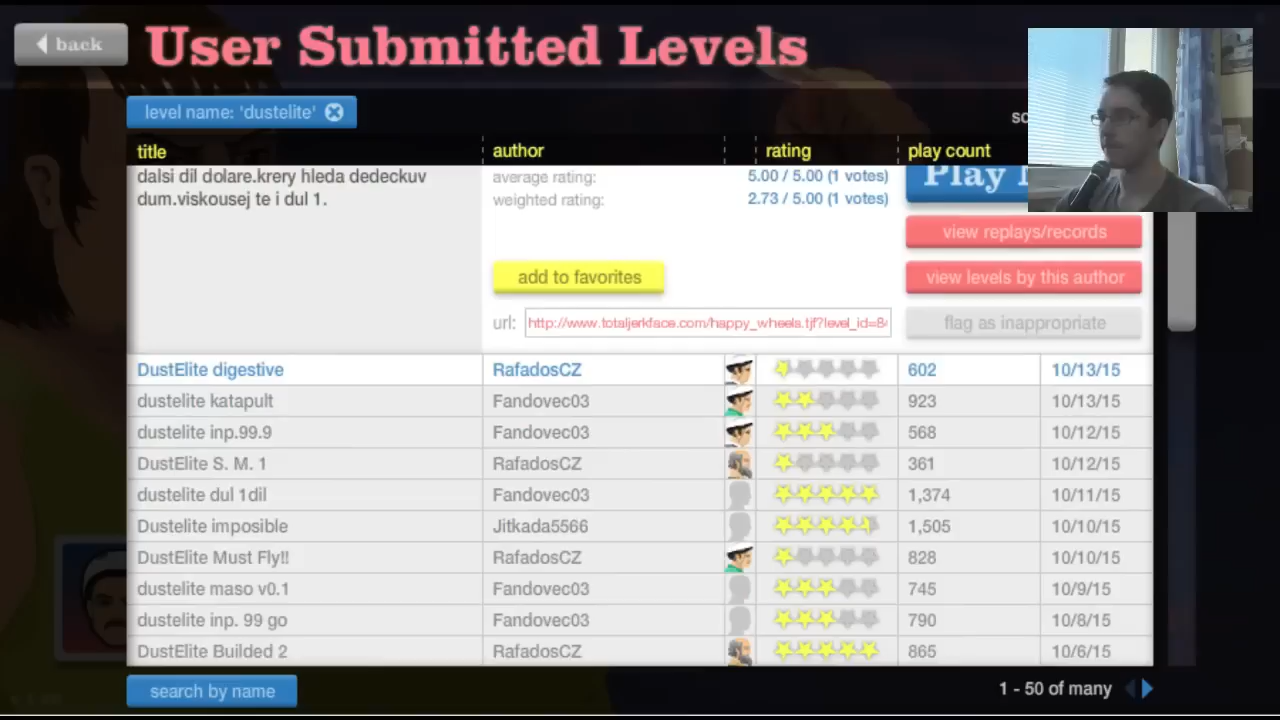 back
User Submitted Levels
level name: 'dustelite'
title author rating play count
dalsi dil dolare.krery hleda dedeckuv
dum.viskousej te i dul 1.
average rating: 5.00 / 5.00 (1 votes)
weighted rating: 2.73 / 5.00 (1 votes)
Play
view replays/records
add to favorites
view levels by this author
url: http://www.totaljerkface.com/happy_wheels.tjf?level_id=8
flag as inappropriate
DustElite digestive RafadosCZ 602 10/13/15
dustelite katapult Fandovec03 923 10/13/15
dustelite inp.99.9 Fandovec03 568 10/12/15
DustElite S. M. 1 RafadosCZ 361 10/12/15
dustelite dul 1dil Fandovec03 1,374 10/11/15
Dustelite imposible Jitkada5566 1,505 10/10/15
DustElite Must Fly!! RafadosCZ 828 10/10/15
dustelite maso v0.1 Fandovec03 745 10/9/15
dustelite inp. 99 go Fandovec03 790 10/8/15
DustElite Builded 2 RafadosCZ 865 10/6/15
search by name
1 - 50 of many